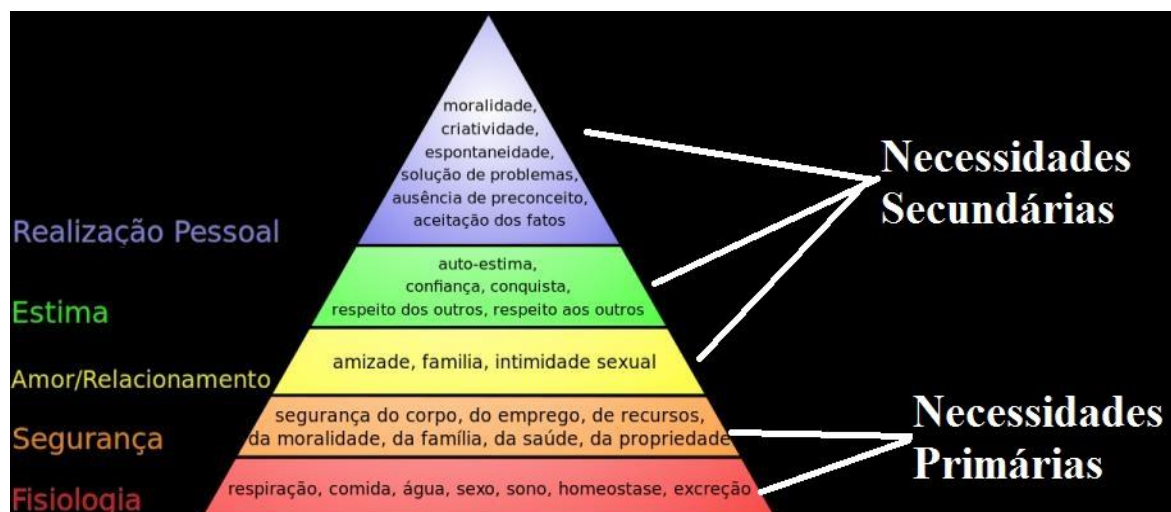 moralidade,
criatividade,
espontaneidade,
solução de problemas,
ausência de preconceito,
aceitação dos fatos
Realização Pessoal
Necessidades
Secundárias
auto-estima,
confiança, conquista,
respeito dos outros, respeito aos outros
Estima
amizade, familia, intimidade sexual
Amor/Relacionamento
segurança do corpo, do emprego, de recursos,
da moralidade, da família, da saúde, da propriedade
Segurança
Necessidades
Primárias
respiração, comida, água, sexo, sono, homeostase, excreção
Fisiologia